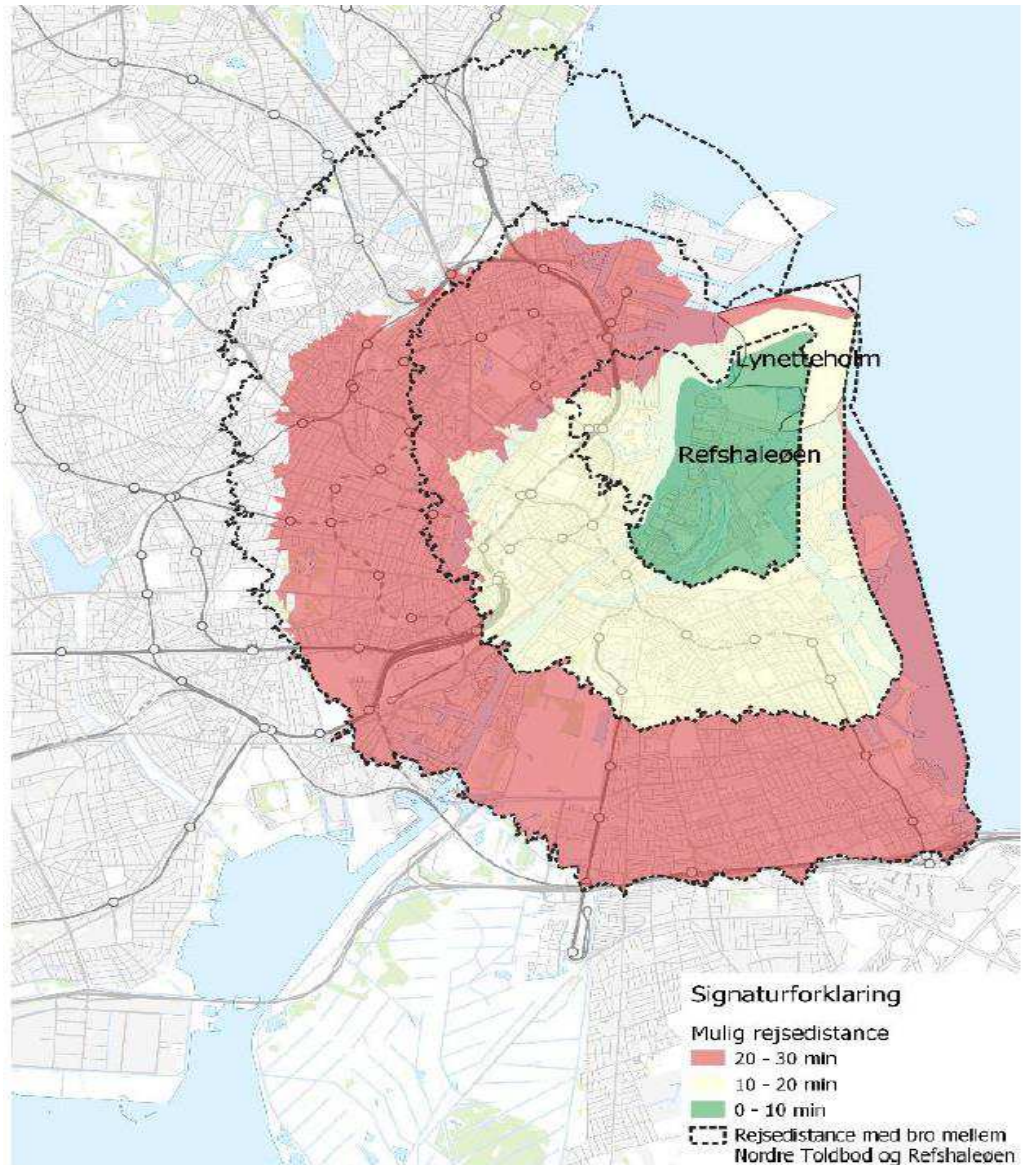 Lynetteholm
Refshaleøen
Signaturforklaring
Mulig rejsedistance
20 - 30 min
10 - 20 min
0 - 10 min
Rejsedistance med bro mellem
Nordre Toldbod og Refshaleøen